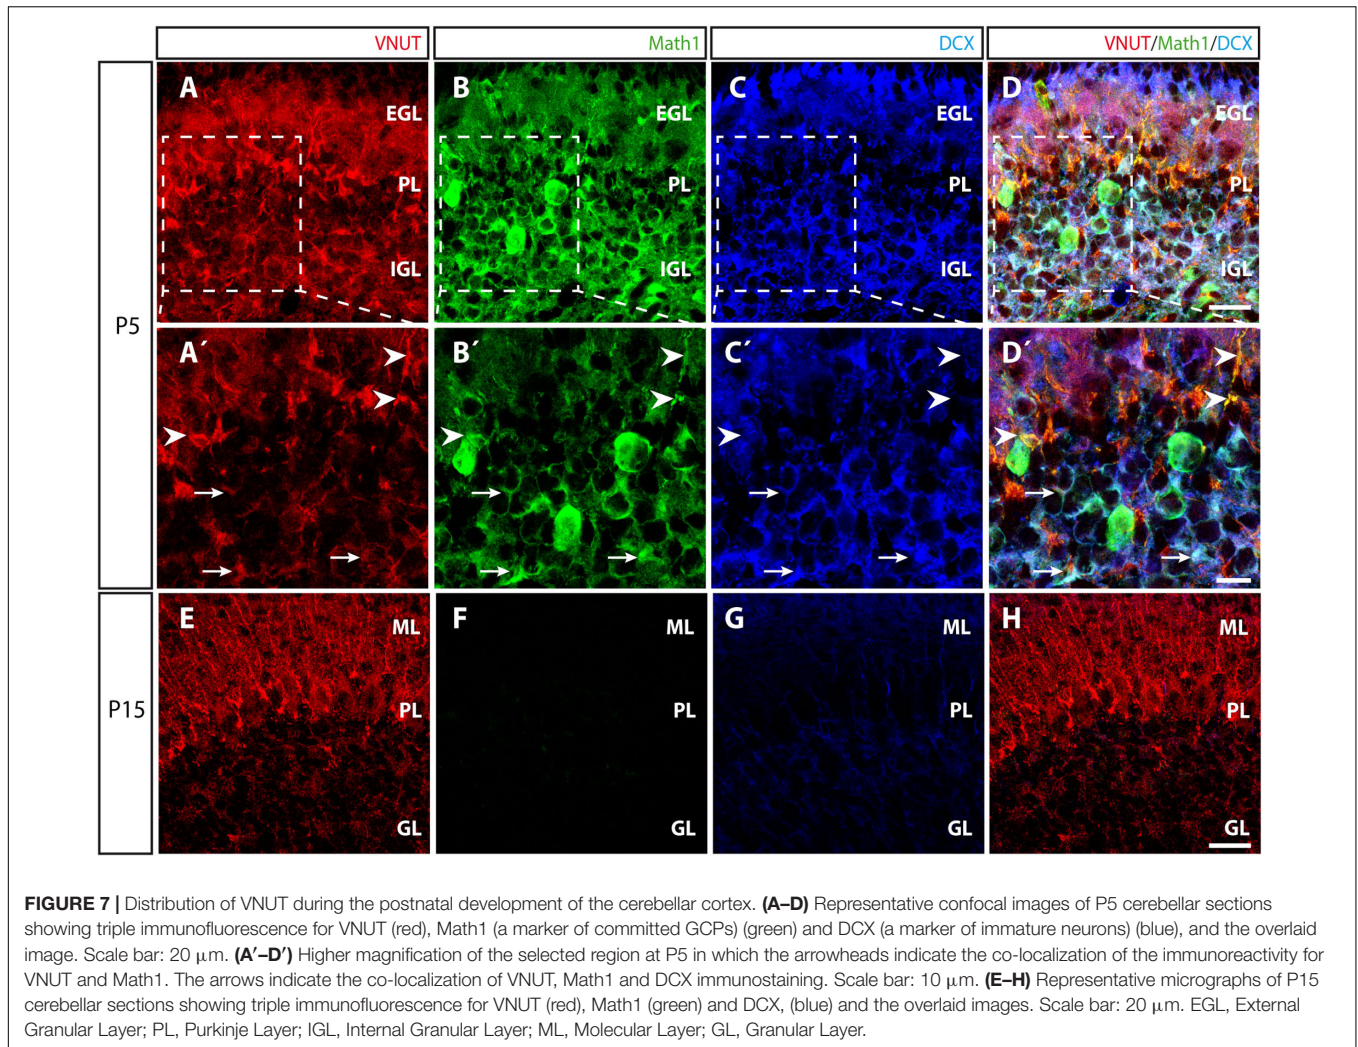 VNUT Math1 DCX VNUT/Math1/DCX
P5
A EGL PL IGL
B EGL PL IGL
C EGL PL IGL
D EGL PL IGL
A´ B´ C´ D´
P15
E ML PL GL
F ML PL GL
G ML PL GL
H ML PL GL
FIGURE 7 | Distribution of VNUT during the postnatal development of the cerebellar cortex. (A–D) Representative confocal images of P5 cerebellar sections
showing triple immunofluorescence for VNUT (red), Math1 (a marker of committed GCPs) (green) and DCX (a marker of immature neurons) (blue), and the overlaid
image. Scale bar: 20 μm. (A′–D′) Higher magnification of the selected region at P5 in which the arrowheads indicate the co-localization of the immunoreactivity for
VNUT and Math1. The arrows indicate the co-localization of VNUT, Math1 and DCX immunostaining. Scale bar: 10 μm. (E–H) Representative micrographs of P15
cerebellar sections showing triple immunofluorescence for VNUT (red), Math1 (green) and DCX, (blue) and the overlaid images. Scale bar: 20 μm. EGL, External
Granular Layer; PL, Purkinje Layer; IGL, Internal Granular Layer; ML, Molecular Layer; GL, Granular Layer.